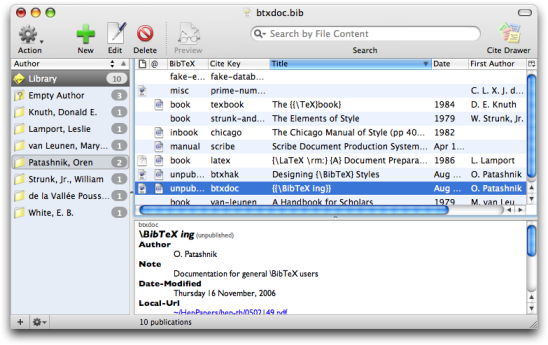 btxdoc.bib
Action New Edit Delete Preview Search by File Content Search Cite Drawer
Author @ BibTeX Cite Key Title Date First Author
Library 10
Empty Author 3
Knuth, Donald E. 1
Lamport, Leslie 1
van Leunen, Mary... 1
Patashnik, Oren 2
Strunk, Jr., William 1
de la Vallée Pouss... 1
White, E. B. 1
fake-e... fake-datab...
misc prime-num... C. L. X. J. d...
book texbook The {{\TeX}book} 1984 D. E. Knuth
book strunk-and... The Elements of Style 1979 W. Strunk, Jr.
inbook chicago The Chicago Manual of Style (pp 40... 1982
manual scribe Scribe Document Production System... Apr 1...
book latex {\LaTeX \rm:} {A} Document Prepara... 1986 L. Lamport
unpub... btxhak Designing {\BibTeX} Styles Aug ... O. Patashnik
unpub... btxdoc {{\BibTeX ing}} Aug ... O. Patashnik
book van-leunen A Handbook for Scholars 1979 M. van Leu...
btxdoc
\BibTeX ing (unpublished)
Author
O. Patashnik
Note
Documentation for general \BibTeX users
Date-Modified
Thursday 16 November, 2006
Local-Url
~/HepPapers/hep-th/0502149.pdf
10 publications